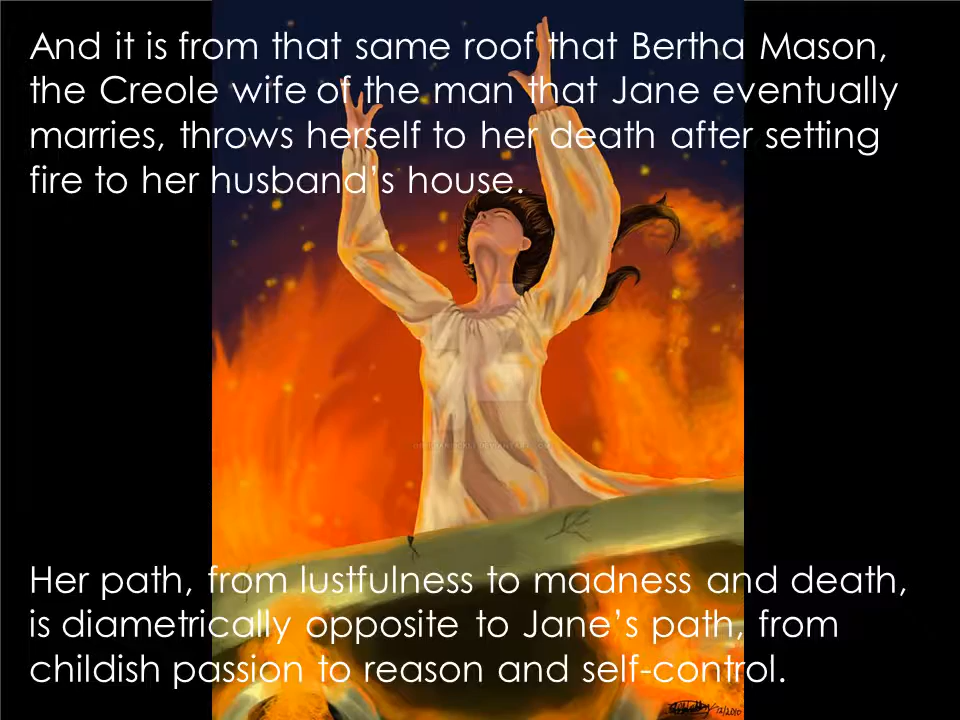 And it is from that same roof that Bertha Mason,
the Creole wife of the man that Jane eventually
marries, throws herself to her death after setting
fire to her husband’s house.
Her path, from lustfulness to madness and death,
is diametrically opposite to Jane’s path, from
childish passion to reason and self-control.